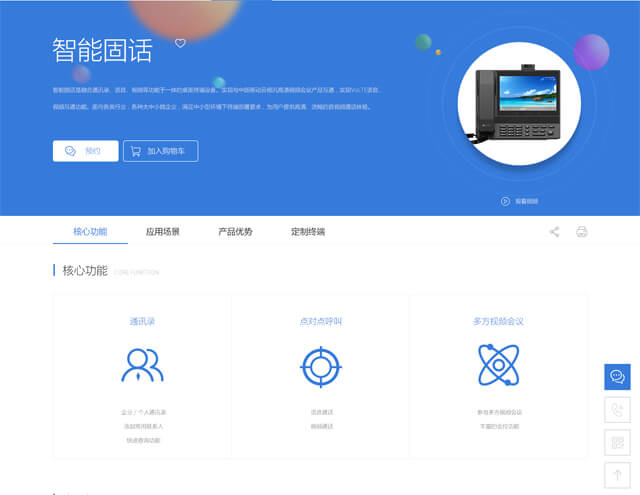 智能固话
智能固话是融合通讯录、语音、视频等功能于一体的桌面终端设备。实现与中国移动云视讯高清视频会议产品互通，实现VoLTE语音、
视频互通功能。面向各类行业，各种大中小微企业，满足中小型环境下终端部署要求，为用户提供高清、流畅的音视频通话体验。
预约
加入购物车
观看视频
核心功能 应用场景 产品优势 定制终端
核心功能 CORE FUNCTION
通讯录
企业 / 个人通讯录
添加常用联系人
快速查询功能
点对点呼叫
语音通话
视频通话
多方视频会议
参与多方视频会议
丰富的会控功能